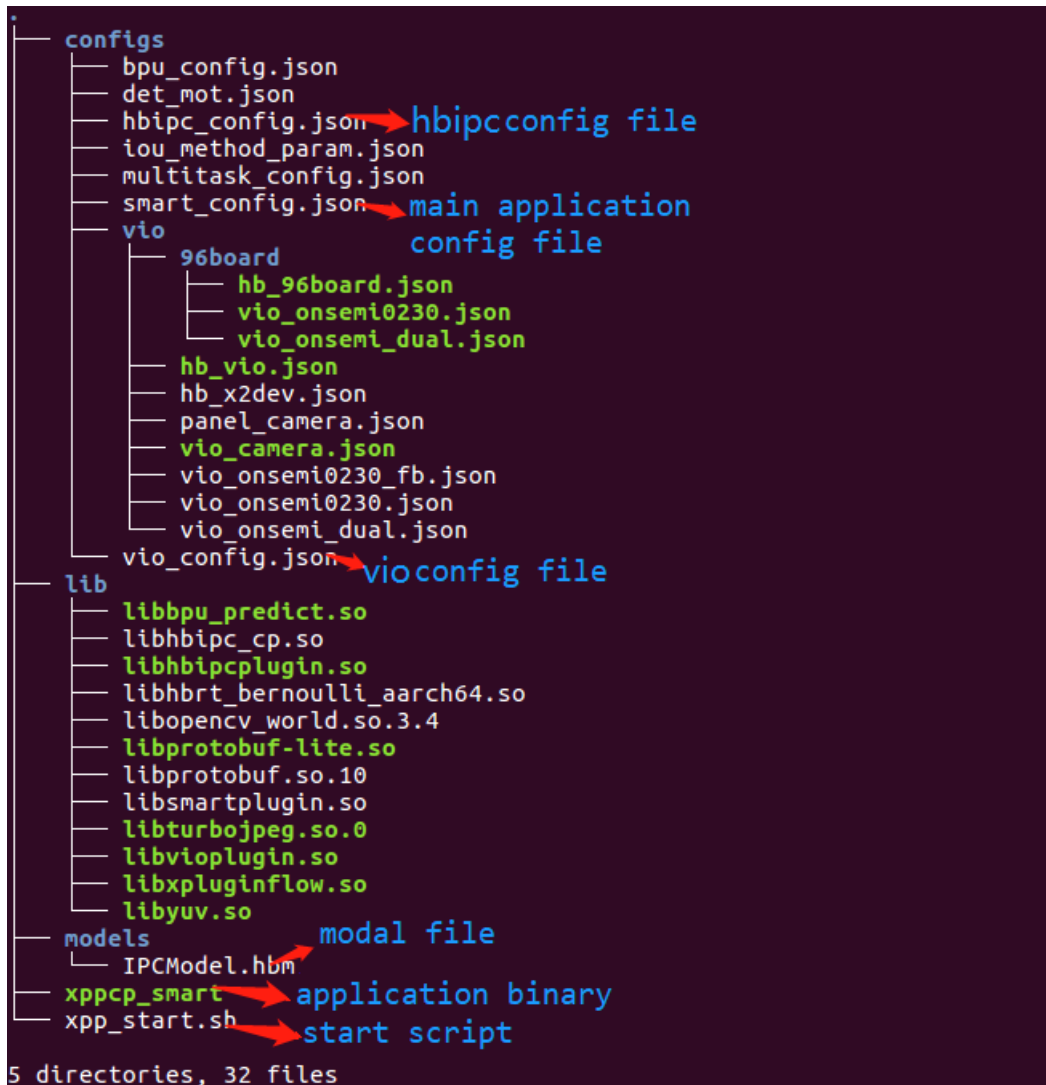 .
├── configs
│   ├── bpu_config.json
│   ├── det_mot.json
│   ├── hbipc_config.json hbipc config file
│   ├── iou_method_param.json
│   ├── multitask_config.json
│   ├── smart_config.json main application
config file
│   ├── vio
│   │   ├── 96board
│   │   │   ├── hb_96board.json
│   │   │   ├── vio_onsemi0230.json
│   │   │   └── vio_onsemi_dual.json
│   │   ├── hb_vio.json
│   │   ├── hb_x2dev.json
│   │   ├── panel_camera.json
│   │   ├── vio_camera.json
│   │   ├── vio_onsemi0230_fb.json
│   │   ├── vio_onsemi0230.json
│   │   └── vio_onsemi_dual.json
│   └── vio_config.json vio config file
├── lib
│   ├── libbpu_predict.so
│   ├── libhbipc_cp.so
│   ├── libhbipcplugin.so
│   ├── libhbrt_bernoulli_aarch64.so
│   ├── libopencv_world.so.3.4
│   ├── libprotobuf-lite.so
│   ├── libprotobuf.so.10
│   ├── libsmartplugin.so
│   ├── libturbojpeg.so.0
│   ├── libvioplugin.so
│   ├── libxpluginflow.so
│   └── libyuv.so
├── models modal file
│   └── IPCModel.hbm
├── xppcp_smart application binary
└── xpp_start.sh start script
5 directories, 32 files